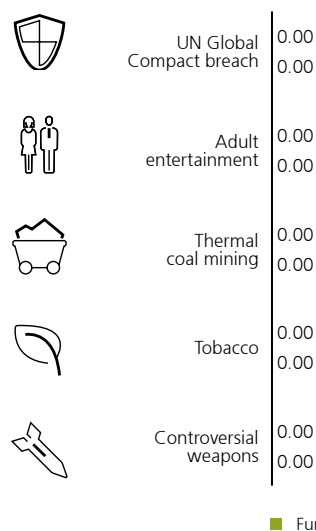 UN Global
Compact breach
0.00
0.00
Adult
entertainment
0.00
0.00
Thermal
coal mining
0.00
0.00
Tobacco
0.00
0.00
Controversial
weapons
0.00
0.00